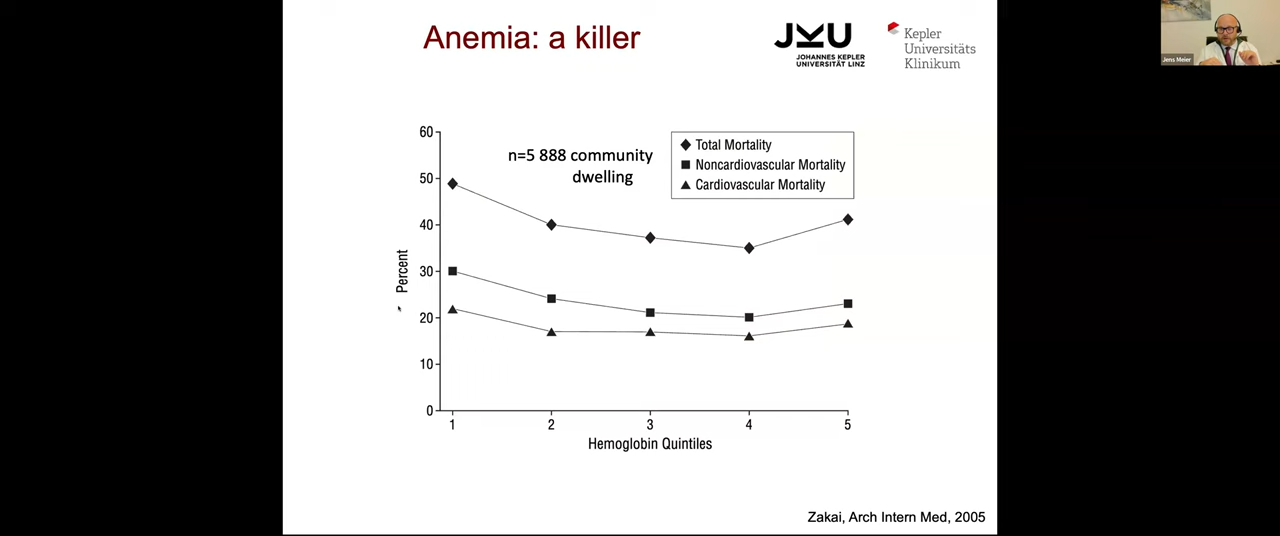 Anemia: a killer
JKU
JOHANNES KEPLER
UNIVERSITÄT LINZ
Kepler
Universitäts
Klinikum
Jens Meier
n=5 888 community
dwelling
Total Mortality
Noncardiovascular Mortality
Cardiovascular Mortality
Percent
60
50
40
30
20
10
0
1 2 3 4 5
Hemoglobin Quintiles
Zakai, Arch Intern Med, 2005